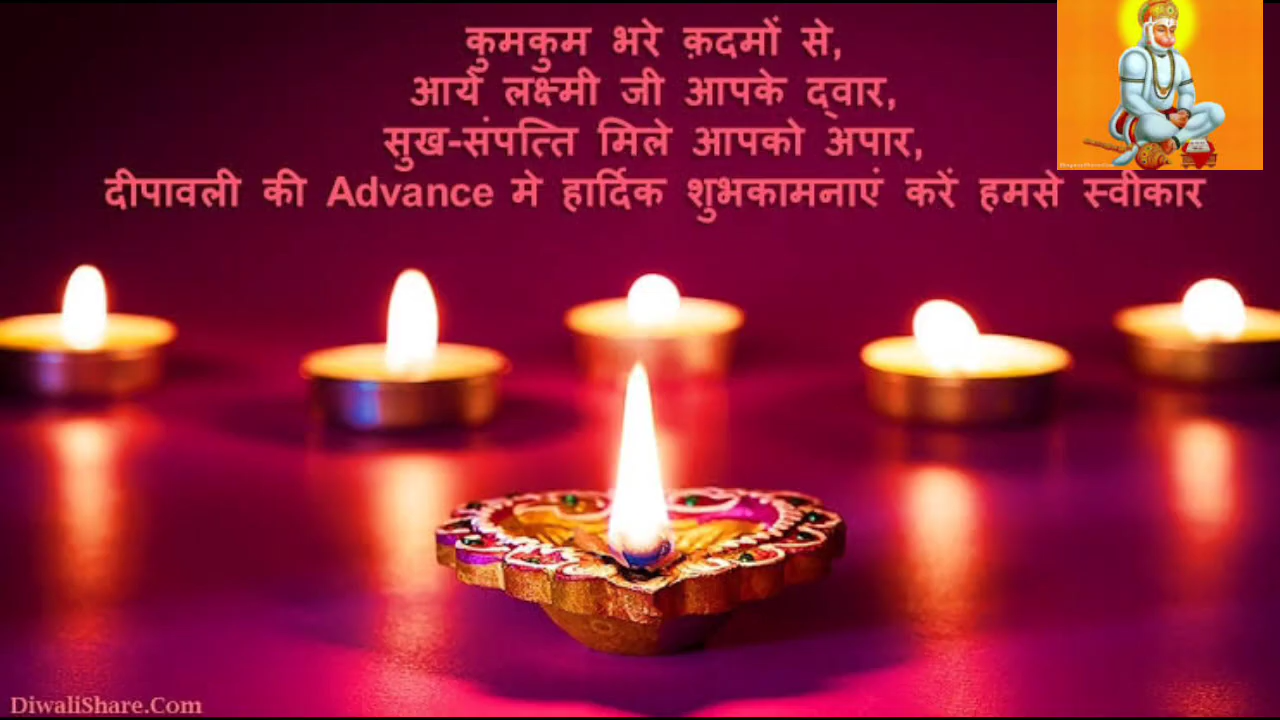 कुमकुम भरे क़दमों से,
आये लक्ष्मी जी आपके द्वार,
सुख-संपत्ति मिले आपको अपार,
दीपावली की Advance मे हार्दिक शुभकामनाएं करें हमसे स्वीकार
DiwaliShare.Com